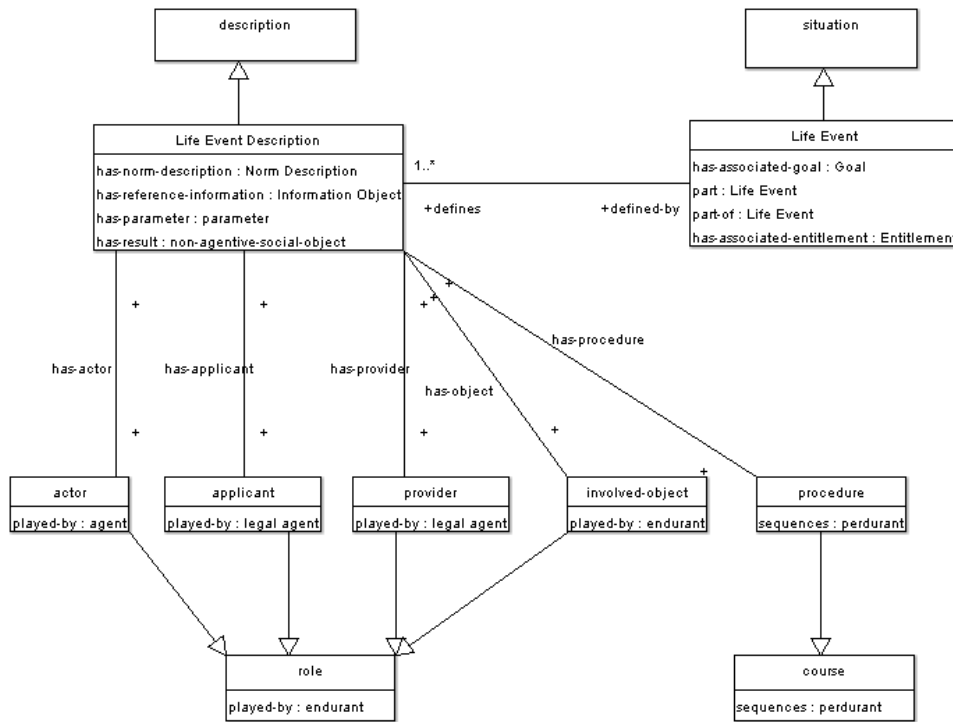 description
situation
Life Event Description
has-norm-description : Norm Description
has-reference-information : Information Object
has-parameter : parameter
has-result : non-agentive-social-object
Life Event
has-associated-goal : Goal
part : Life Event
part-of : Life Event
has-associated-entitlement : Entitlement
1..*
+defines
+defined-by
+
+
+
+
+
has-procedure
has-actor
has-applicant
has-provider
has-object
+
+
+
+
+
actor
played-by : agent
applicant
played-by : legal agent
provider
played-by : legal agent
involved-object
played-by : endurant
procedure
sequences : perdurant
role
played-by : endurant
course
sequences : perdurant